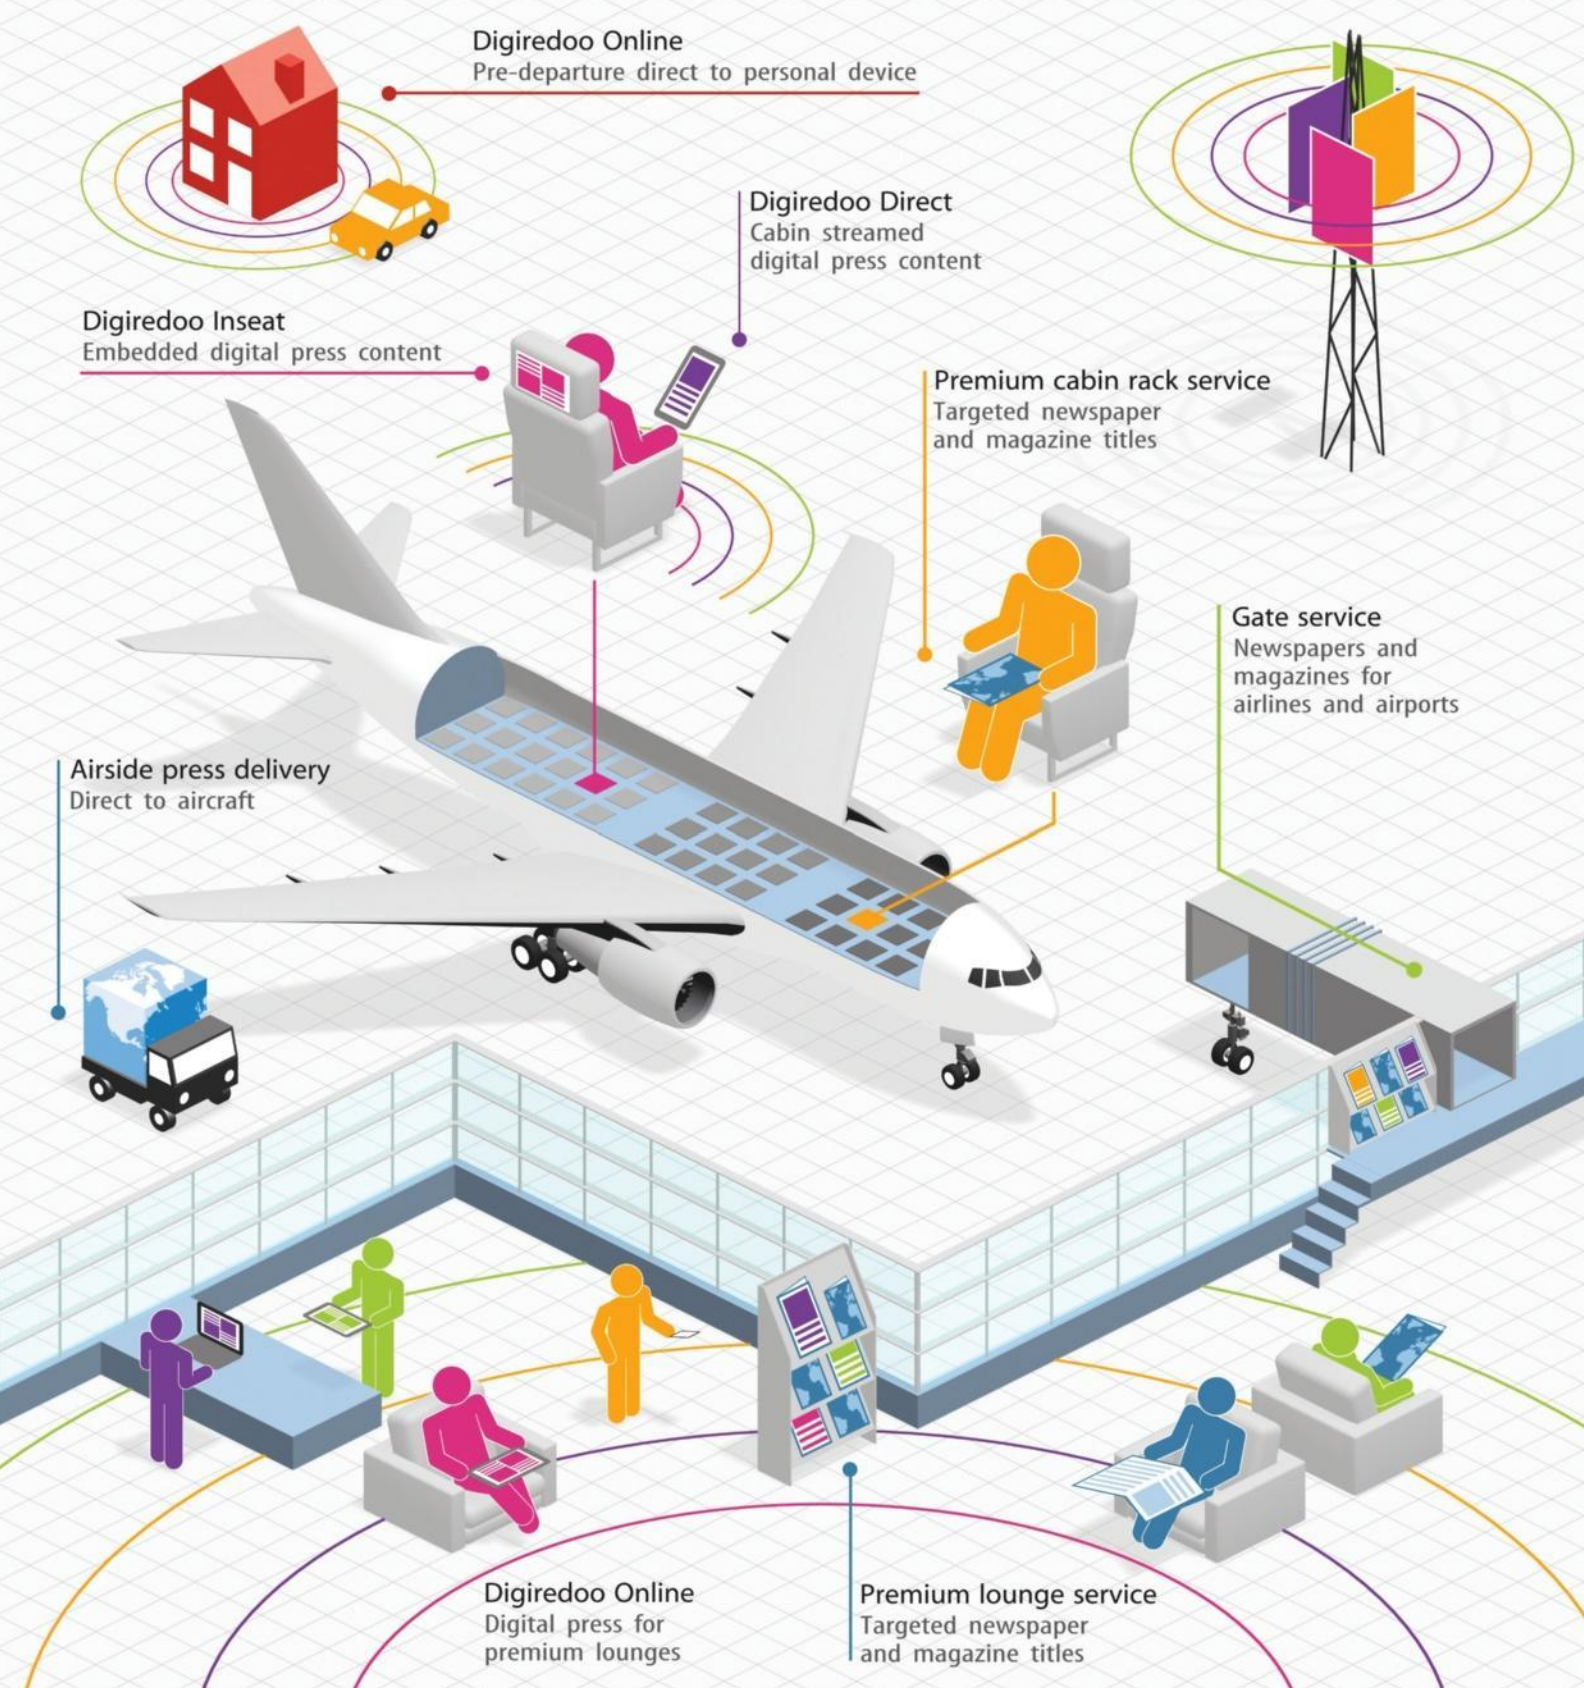 Digiredoo Online
Pre-departure direct to personal device
Digiredoo Direct
Cabin streamed
digital press content
Digiredoo Inseat
Embedded digital press content
Premium cabin rack service
Targeted newspaper
and magazine titles
Gate service
Newspapers and
magazines for
airlines and airports
Airside press delivery
Direct to aircraft
Digiredoo Online
Digital press for
premium lounges
Premium lounge service
Targeted newspaper
and magazine titles